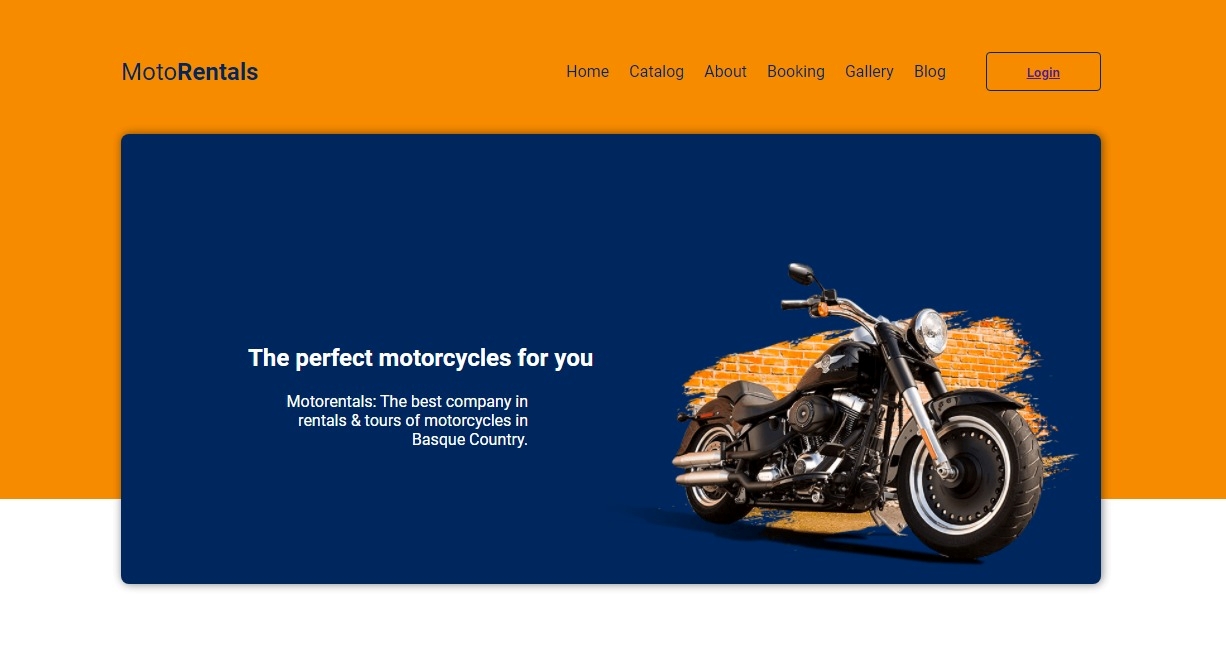 MotoRentals
Home Catalog About Booking Gallery Blog Login
The perfect motorcycles for you
Motorentals: The best company in
rentals & tours of motorcycles in
Basque Country.